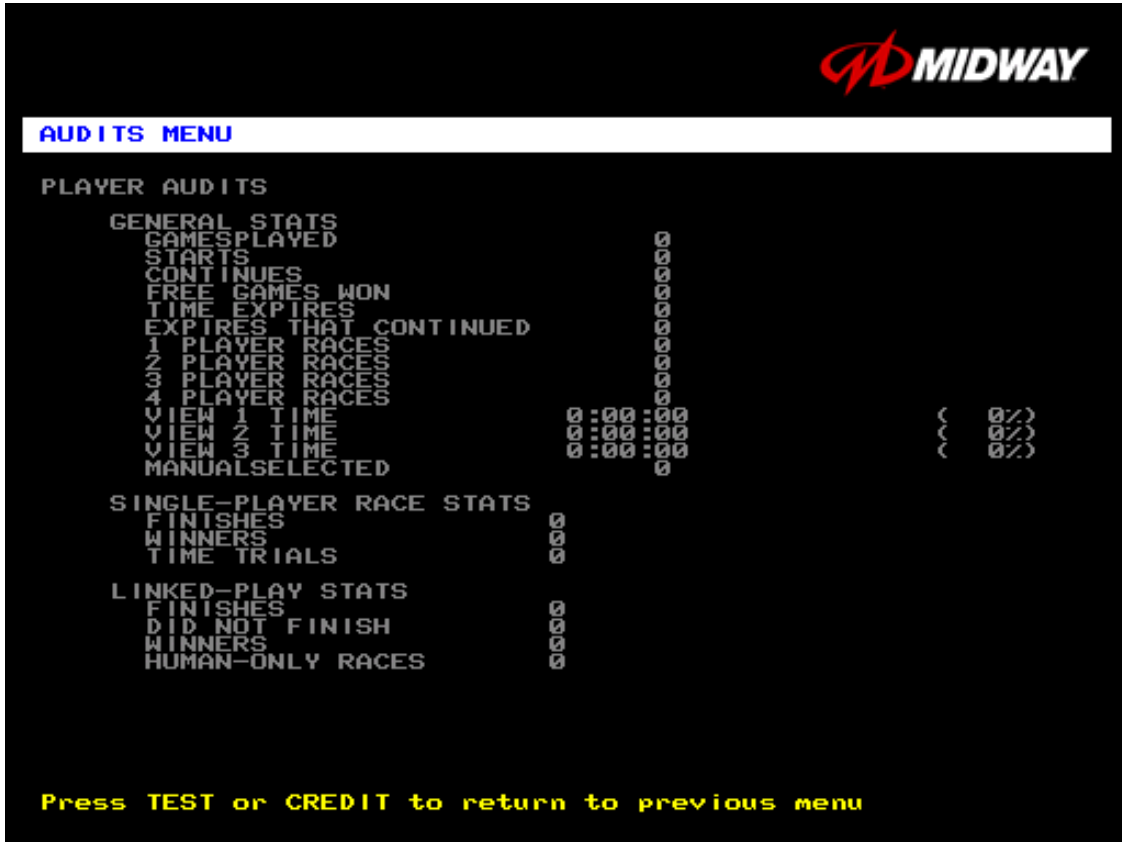 MIDWAY
AUDITS MENU
PLAYER AUDITS
GENERAL STATS
GAMESPLAYED 0
STARTS 0
CONTINUES 0
FREE GAMES WON 0
TIME EXPIRES 0
EXPIRES THAT CONTINUED 0
1 PLAYER RACES 0
2 PLAYER RACES 0
3 PLAYER RACES 0
4 PLAYER RACES 0
VIEW 1 TIME 0:00:00 ( 0%)
VIEW 2 TIME 0:00:00 ( 0%)
VIEW 3 TIME 0:00:00 ( 0%)
MANUALSELECTED 0
SINGLE-PLAYER RACE STATS
FINISHES 0
WINNERS 0
TIME TRIALS 0
LINKED-PLAY STATS
FINISHES 0
DID NOT FINISH 0
WINNERS 0
HUMAN-ONLY RACES 0
Press TEST or CREDIT to return to previous menu